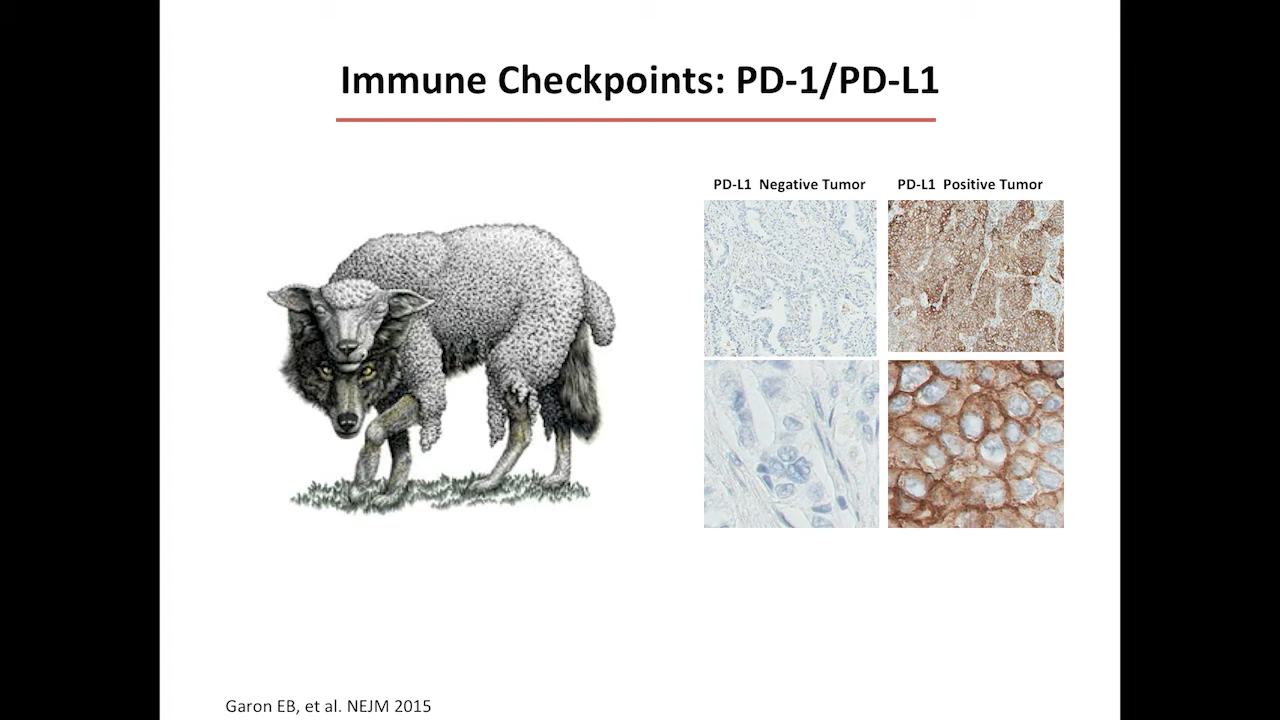 Immune Checkpoints: PD-1/PD-L1
PD-L1 Negative Tumor
PD-L1 Positive Tumor
Garon EB, et al. NEJM 2015